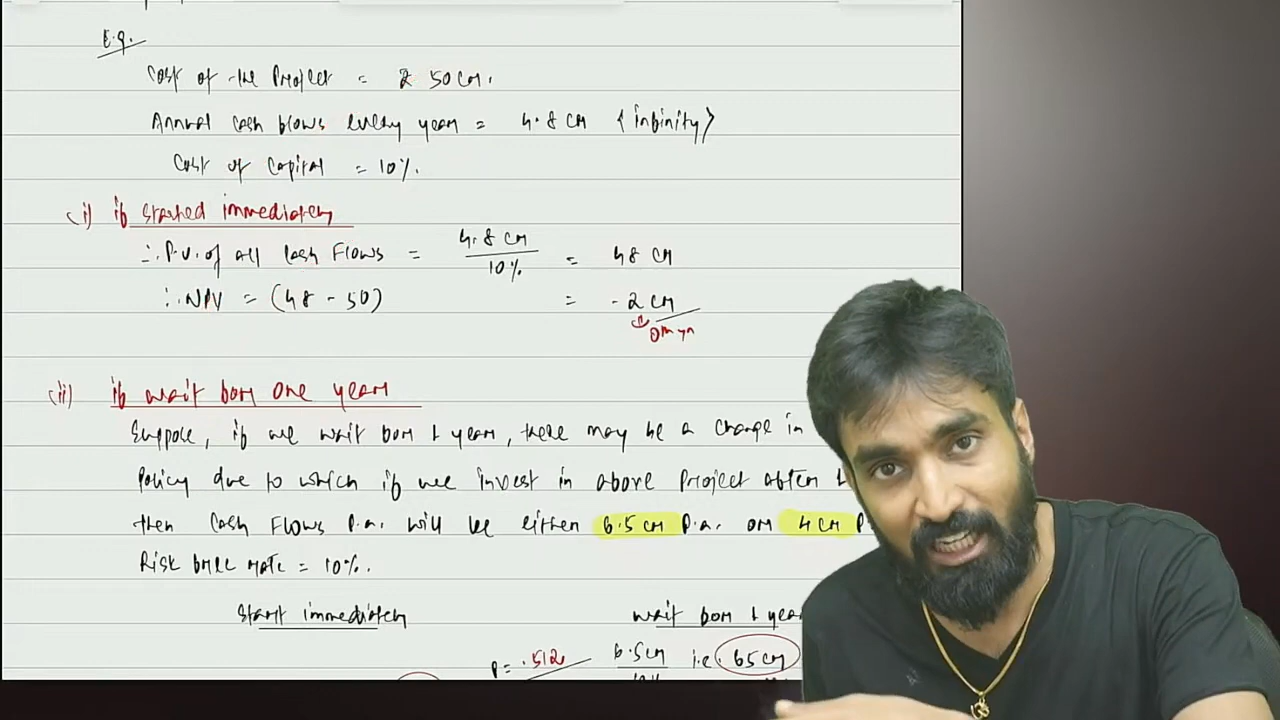 E.g.
Cost of the Project = ₹ 50 cr.
Annual cash flows every year = 4.8 cr {infinity}
Cost of Capital = 10%.
(i) if started immediately
∴ P.V. of all Cash Flows = 4.8 cr / 10% = 48 cr
∴ NPV = (48 - 50) = - 2 cr
(ii) if wait for one year
Suppose, if we wait for 1 year, there may be a change in
Policy due to which if we invest in above Project after 1
then Cash Flows P.a. will be either 6.5 cr P.a. or 4 cr P
Risk free rate = 10%.
Start immediately wait for 1 year
P = .512 6.5 cr i.e. 65 cr